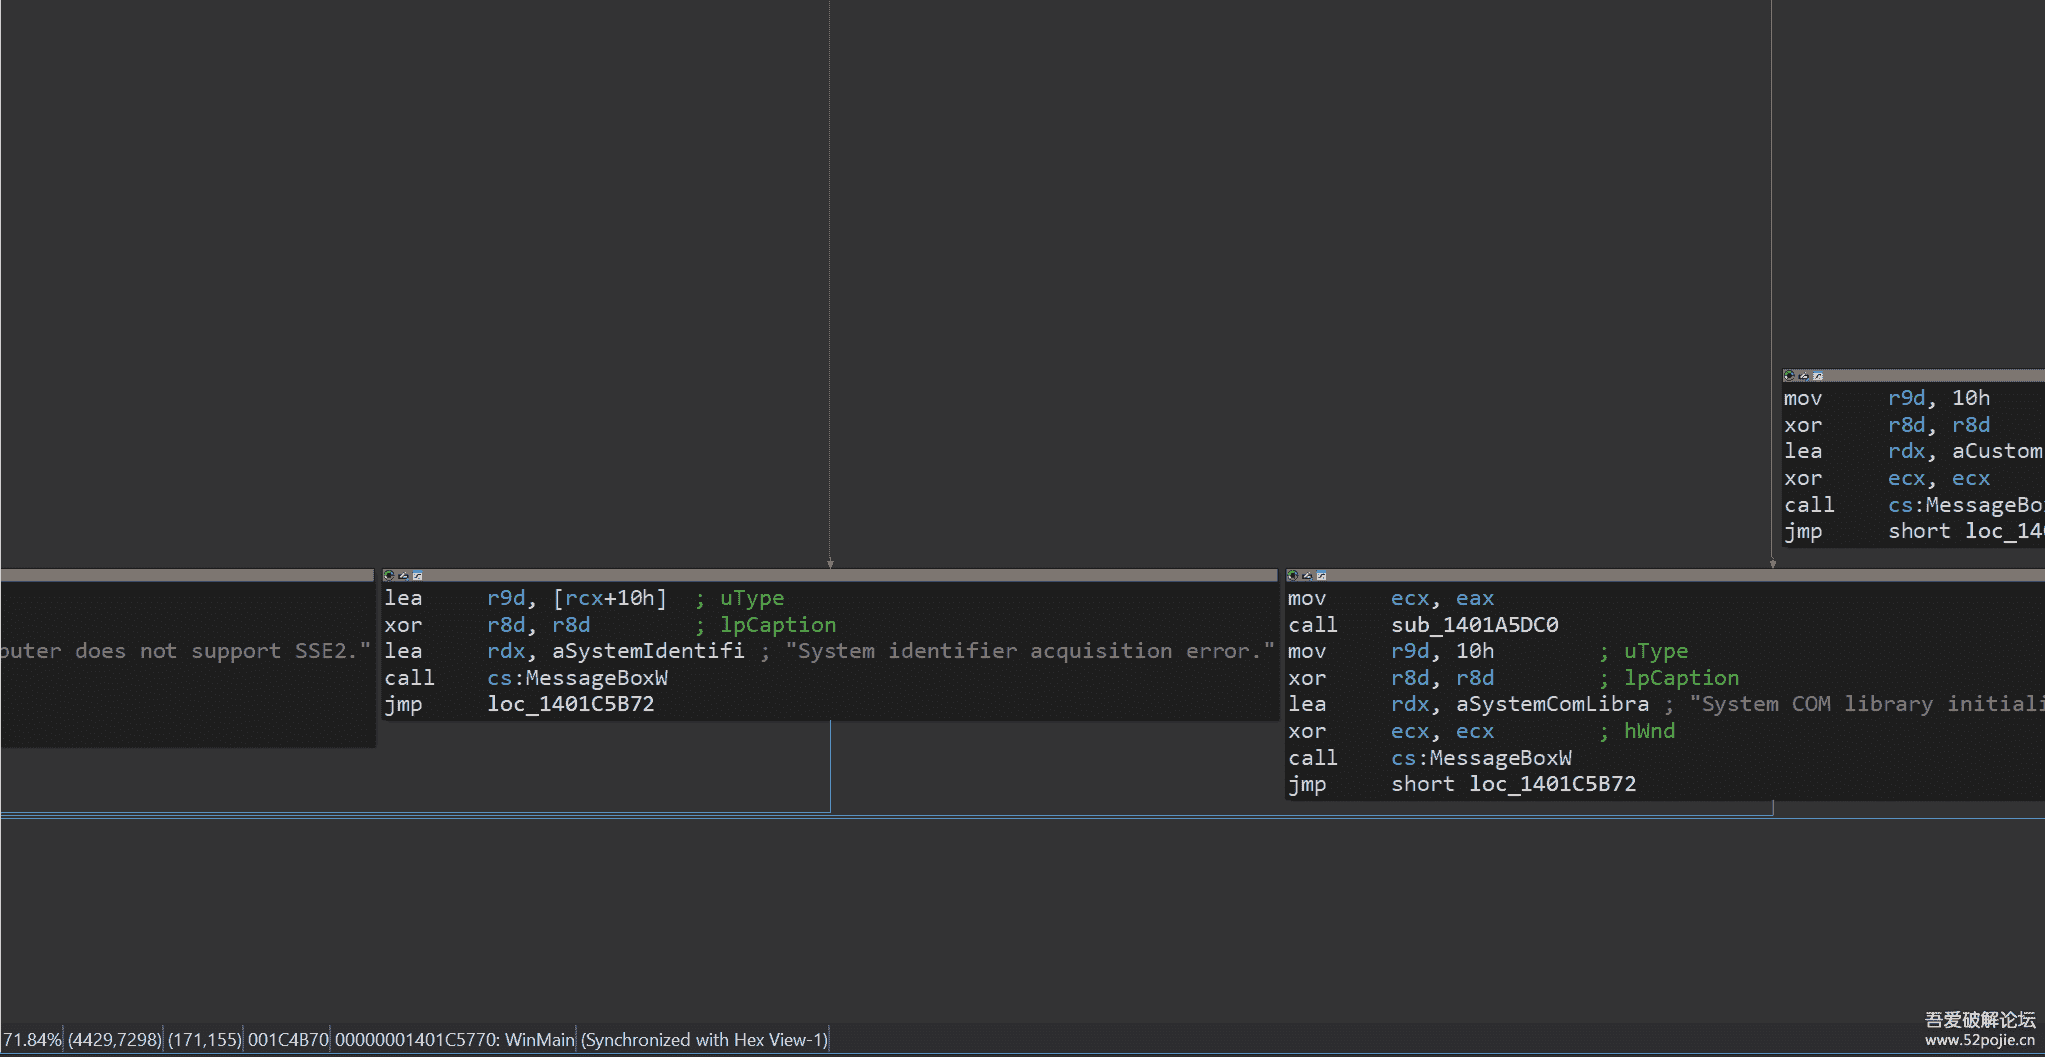 mov r9d, 10h
xor r8d, r8d
lea rdx, aCustom
xor ecx, ecx
call cs:MessageBo
jmp short loc_14
puter does not support SSE2."
lea r9d, [rcx+10h] ; uType
xor r8d, r8d ; lpCaption
lea rdx, aSystemIdentifi ; "System identifier acquisition error."
call cs:MessageBoxW
jmp loc_1401C5B72
mov ecx, eax
call sub_1401A5DC0
mov r9d, 10h ; uType
xor r8d, r8d ; lpCaption
lea rdx, aSystemComLibra ; "System COM library initiali
xor ecx, ecx ; hWnd
call cs:MessageBoxW
jmp short loc_1401C5B72
71.84% (4429,7298) (171,155) 001C4B70 00000001401C5770: WinMain (Synchronized with Hex View-1)
吾爱破解论坛
www.52pojie.cn